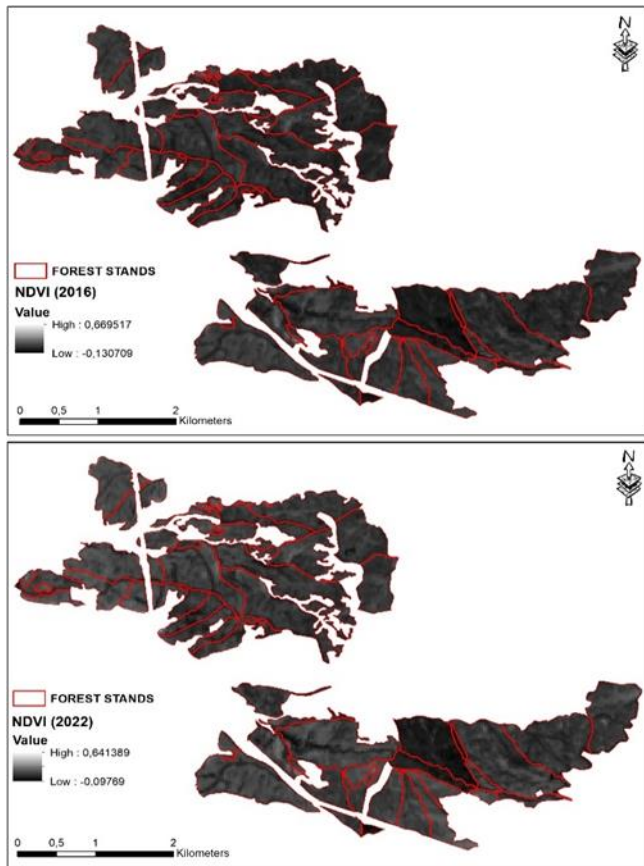 N
FOREST STANDS
NDVI (2016)
Value
High : 0,669517
Low : -0,130709
0 0,5 1 2
Kilometers
N
FOREST STANDS
NDVI (2022)
Value
High : 0,641389
Low : -0,09769
0 0,5 1 2
Kilometers